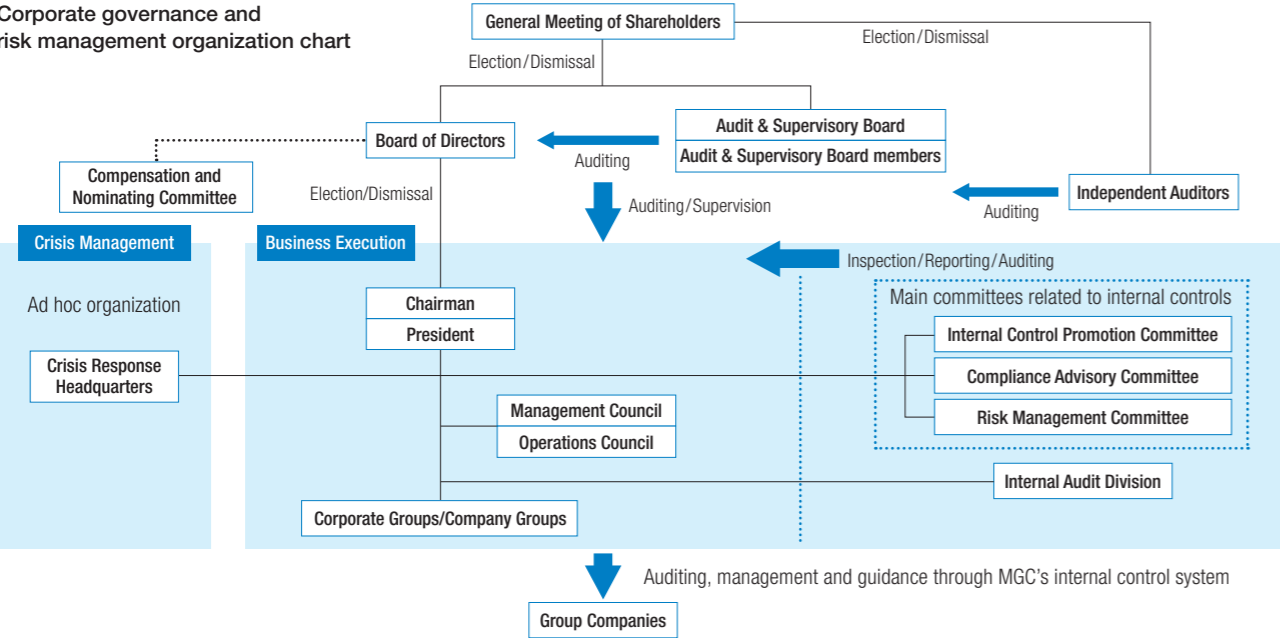 Corporate governance and
risk management organization chart
General Meeting of Shareholders
Election/Dismissal
Election/Dismissal
Board of Directors
Auditing
Audit & Supervisory Board
Audit & Supervisory Board members
Compensation and
Nominating Committee
Election/Dismissal
Auditing/Supervision
Auditing
Independent Auditors
Crisis Management
Business Execution
Inspection/Reporting/Auditing
Ad hoc organization
Chairman
President
Main committees related to internal controls
Internal Control Promotion Committee
Crisis Response
Headquarters
Compliance Advisory Committee
Management Council
Operations Council
Risk Management Committee
Internal Audit Division
Corporate Groups/Company Groups
Auditing, management and guidance through MGC's internal control system
Group Companies